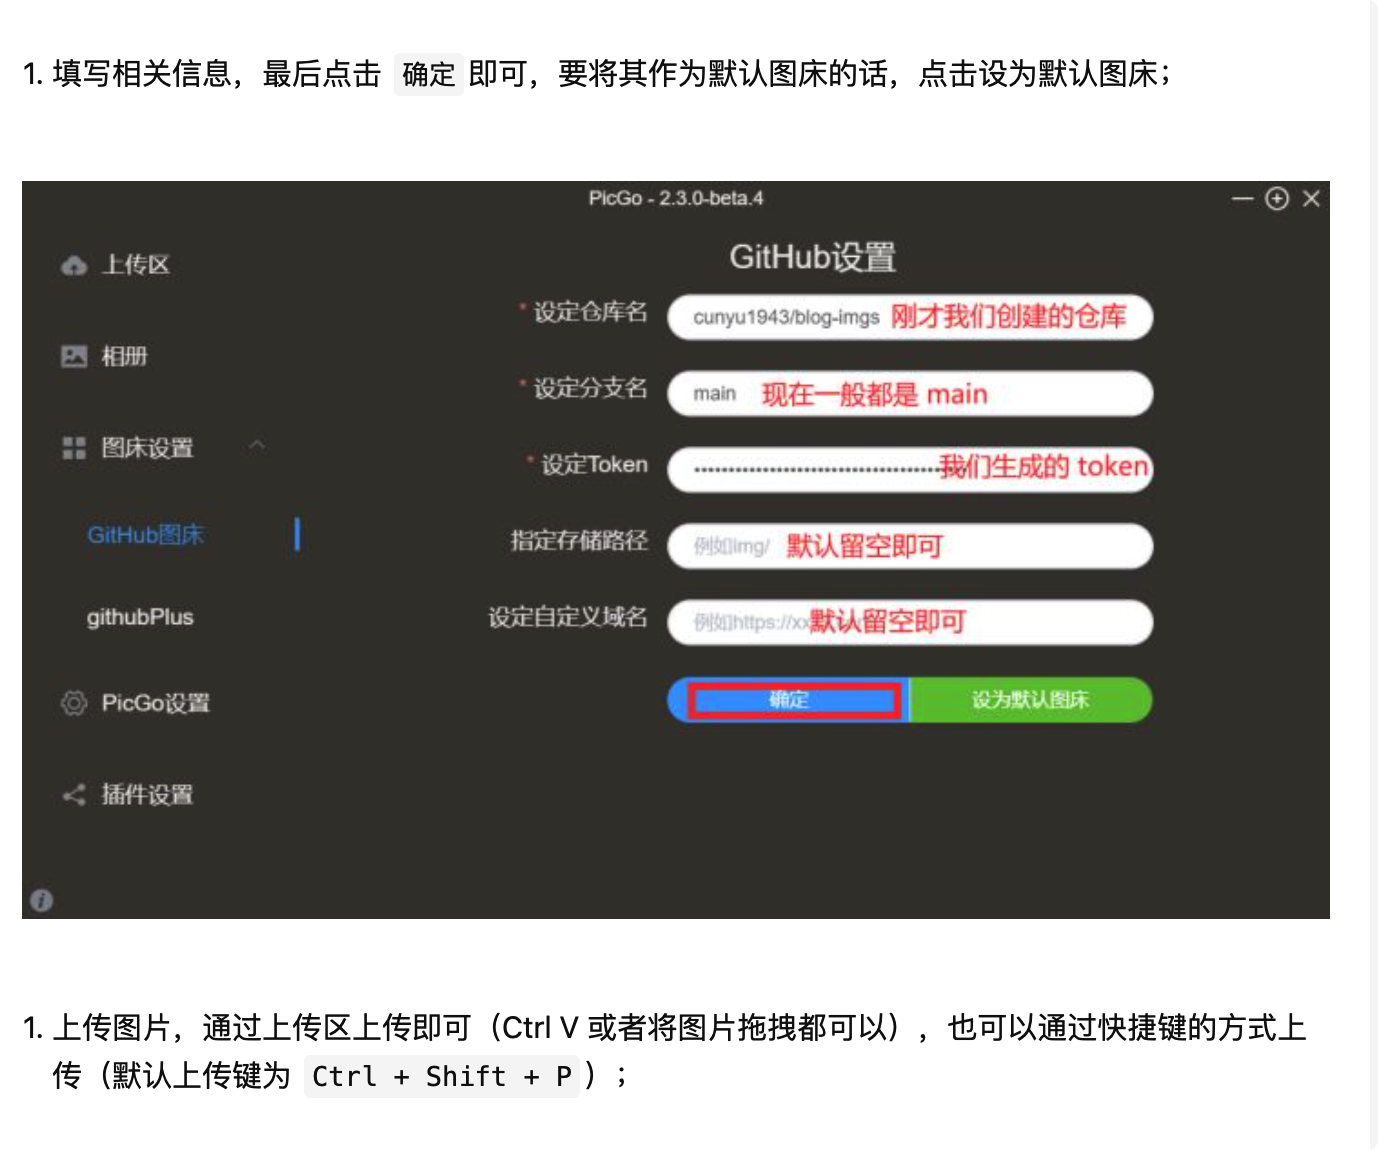 1. 填写相关信息，最后点击 确定 即可，要将其作为默认图床的话，点击设为默认图床；
PicGo - 2.3.0-beta.4
GitHub设置
上传区
* 设定仓库名 cunyu1943/blog-imgs 刚才我们创建的仓库
相册
* 设定分支名 main 现在一般都是 main
图床设置
* 设定Token 我们生成的 token
GitHub图床
指定存储路径 例如img/ 默认留空即可
githubPlus
设定自定义域名 例如https://xx 默认留空即可
PicGo设置
确定 设为默认图床
插件设置
1. 上传图片，通过上传区上传即可（Ctrl V 或者将图片拖拽都可以），也可以通过快捷键的方式上
传（默认上传键为 Ctrl + Shift + P）；